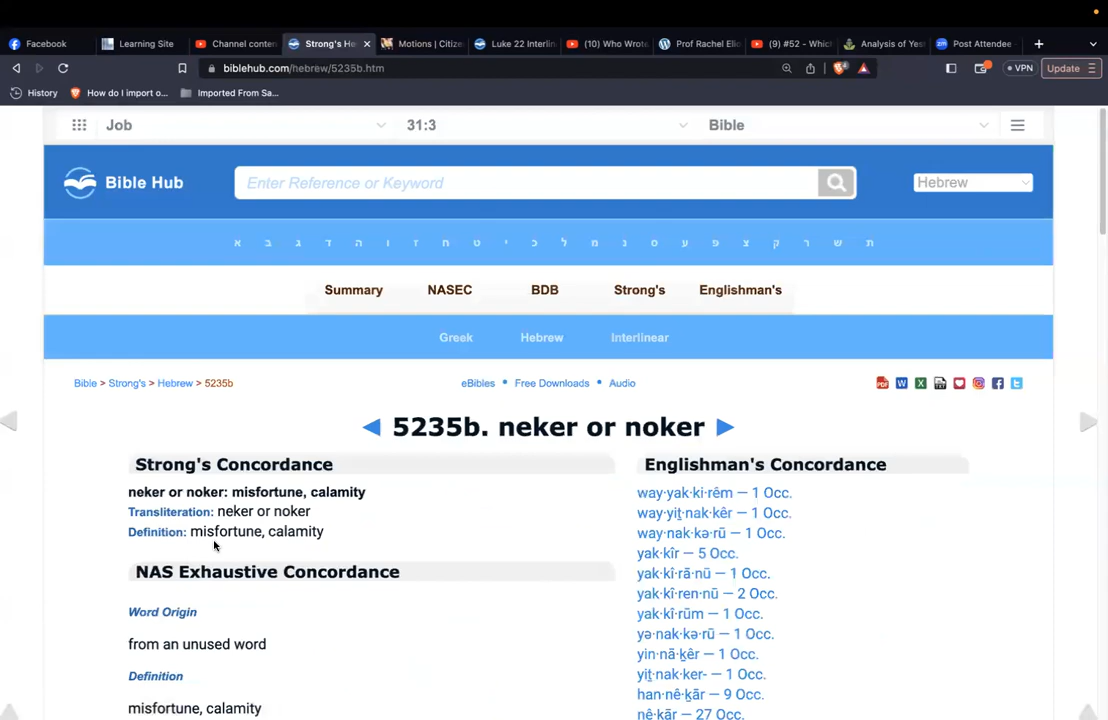 Facebook Learning Site Channel conten Strong's He Motions | Citize Luke 22 Interlin (10) Who Wrote Prof Rachel Elio (9) #52 - Which Analysis of Yes Post Attendee
biblehub.com/hebrew/5235b.htm VPN Update
History How do I import o... Imported From Sa...
Job 31:3 Bible
Bible Hub Enter Reference or Keyword Hebrew
א ב ג ד ה ו ז ח ט י כ ל מ נ ס ע פ צ ק ר ש ת
Summary NASEC BDB Strong's Englishman's
Greek Hebrew Interlinear
Bible > Strong's > Hebrew > 5235b eBibles • Free Downloads • Audio
◀ 5235b. neker or noker ▶
Strong's Concordance
neker or noker: misfortune, calamity
Transliteration: neker or noker
Definition: misfortune, calamity
NAS Exhaustive Concordance
Word Origin
from an unused word
Definition
misfortune, calamity
Englishman's Concordance
way·yak·ki·rêm — 1 Occ.
way·yiṯ·nak·kêr — 1 Occ.
way·nak·kə·rū — 1 Occ.
yak·kîr — 5 Occ.
yak·kî·rā·nū — 1 Occ.
yak·kî·ren·nū — 2 Occ.
yak·kî·rūm — 1 Occ.
yə·nak·kə·rū — 1 Occ.
yin·nā·ḵêr — 1 Occ.
yiṯ·nak·ker- — 1 Occ.
han·nê·ḵār — 9 Occ.
nê·ḵār — 27 Occ.